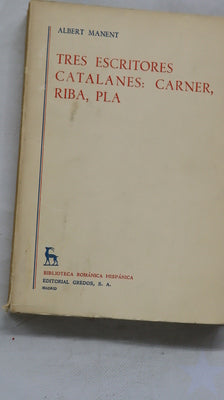 ALBERT MANENT
TRES ESCRITORES
CATALANES: CARNER,
RIBA, PLA
BIBLIOTECA ROMÁNICA HISPÁNICA
EDITORIAL GREDOS, S. A.
MADRID